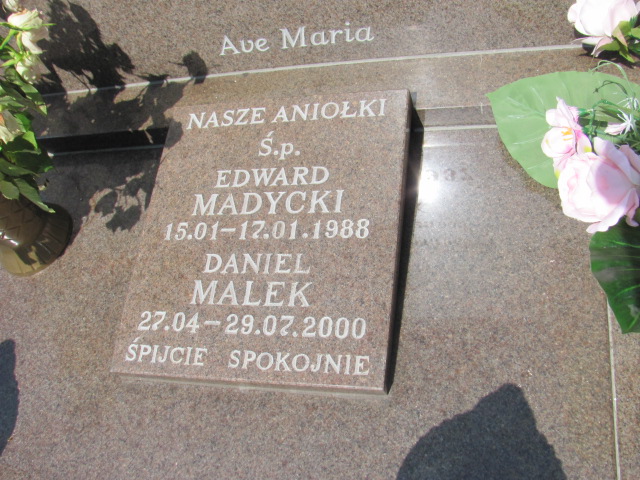 Ave Maria
NASZE ANIOŁKI
Ś.p.
EDWARD
MADYCKI
15.01-17.01.1988
DANIEL
MALEK
27.04-29.07.2000
ŚPIJCIE SPOKOJNIE